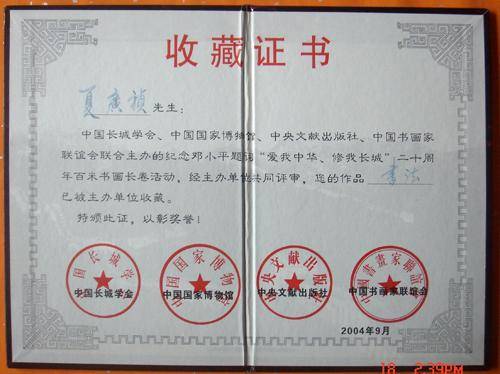 收藏证书
夏廣禎 先生：
中国长城学会、中国国家博物馆、中央文献出版社、中国书画家
联谊会联合主办的纪念邓小平题词“爱我中华、修我长城”二十周
年百米书画长卷活动，经主办单位共同评审，您的作品 書法
已被主办单位收藏。
特颁此证，以彰奖誉！
中国长城学会 中国国家博物馆 中央文献出版社 中国书画家联谊会
2004年9月
18 2:39PM